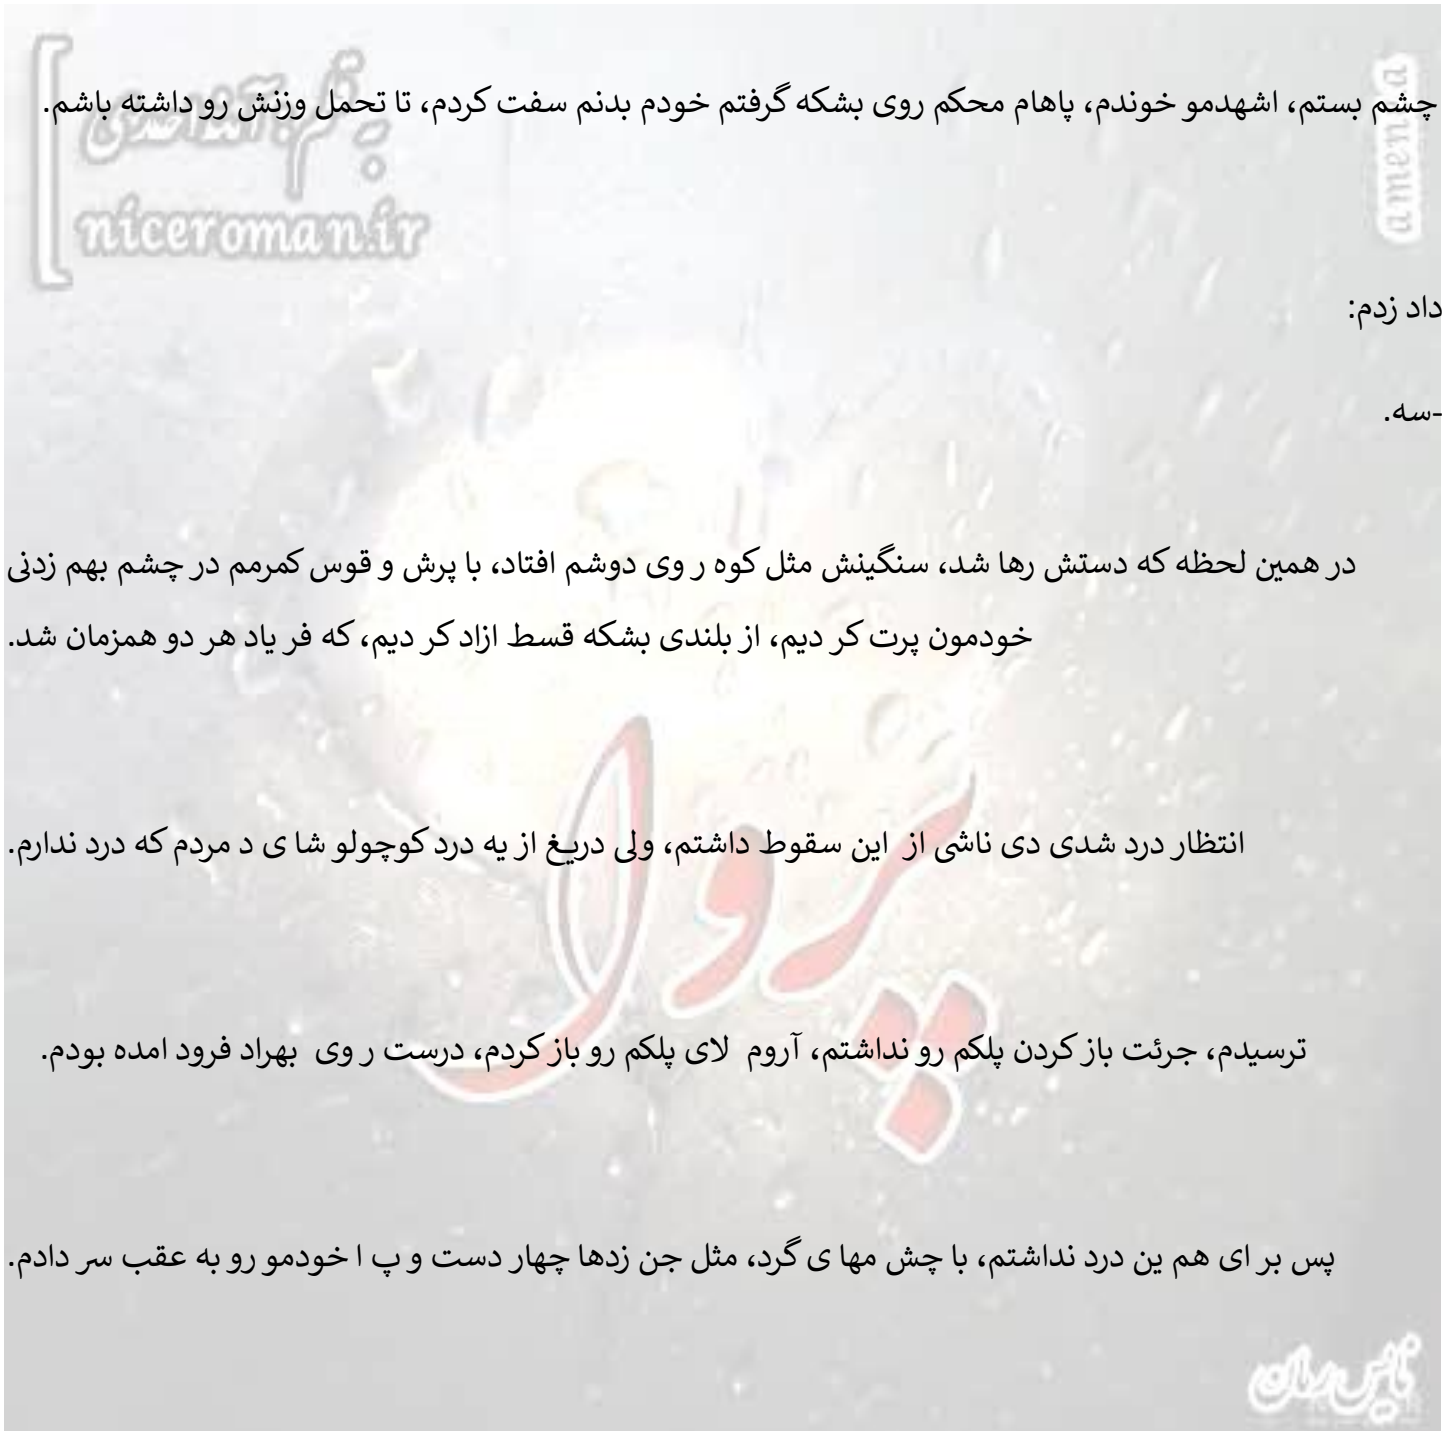 چشم بستم، اشهدمو خوندم، پاهام محکم روی بشکه گرفتم خودم بدنم سفت کردم، تا تحمل وزنش رو داشته باشم.
niceroman.ir
amenda
داد زدم:
-سه.
در همین لحظه که دستش رها شد، سنگینش مثل کوه ر وی دوشم افتاد، با پرش و قوس کمرمم در چشم بهم زدنی
خودمون پرت کر دیم، از بلندی بشکه قسط ازاد کر دیم، که فر یاد هر دو همزمان شد.
انتظار درد شدی دی ناشی از این سقوط داشتم، ولی دریغ از یه درد کوچولو شا ی د مردم که درد ندارم.
پروا
ترسیدم، جرئت باز کردن پلکم رو نداشتم، آروم لای پلکم رو باز کردم، درست ر وی بهراد فرود امده بودم.
پس بر ای هم ین درد نداشتم، با چش مها ی گرد، مثل جن زدها چهار دست و پ ا خودمو رو به عقب سر دادم.
نایس رمان